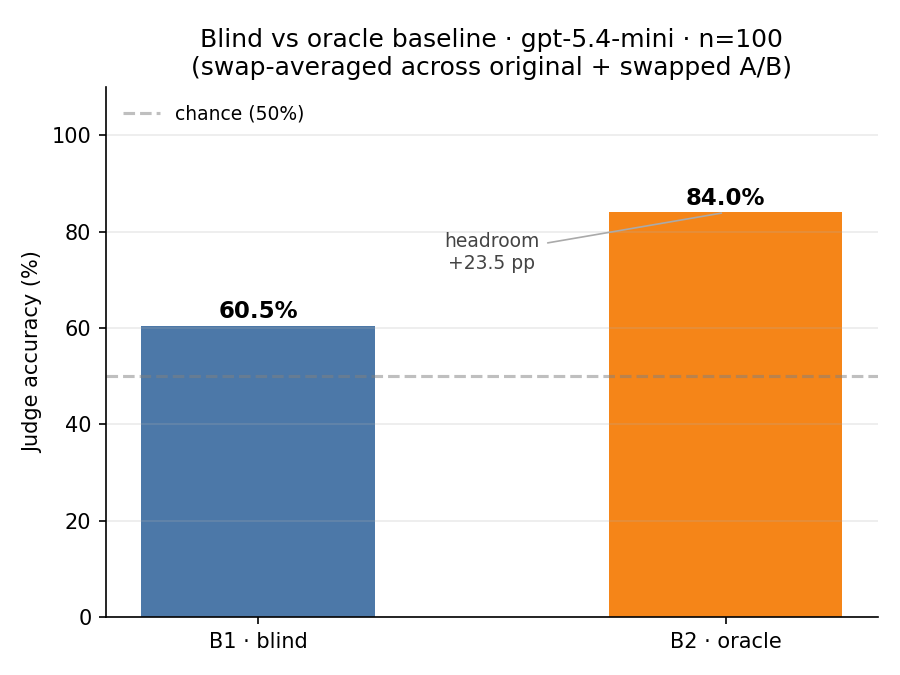 Blind vs oracle baseline · gpt-5.4-mini · n=100
(swap-averaged across original + swapped A/B)
chance (50%)
100
84.0%
80
headroom
+23.5 pp
60.5%
60
40
20
0
Judge accuracy (%)
B1 · blind
B2 · oracle